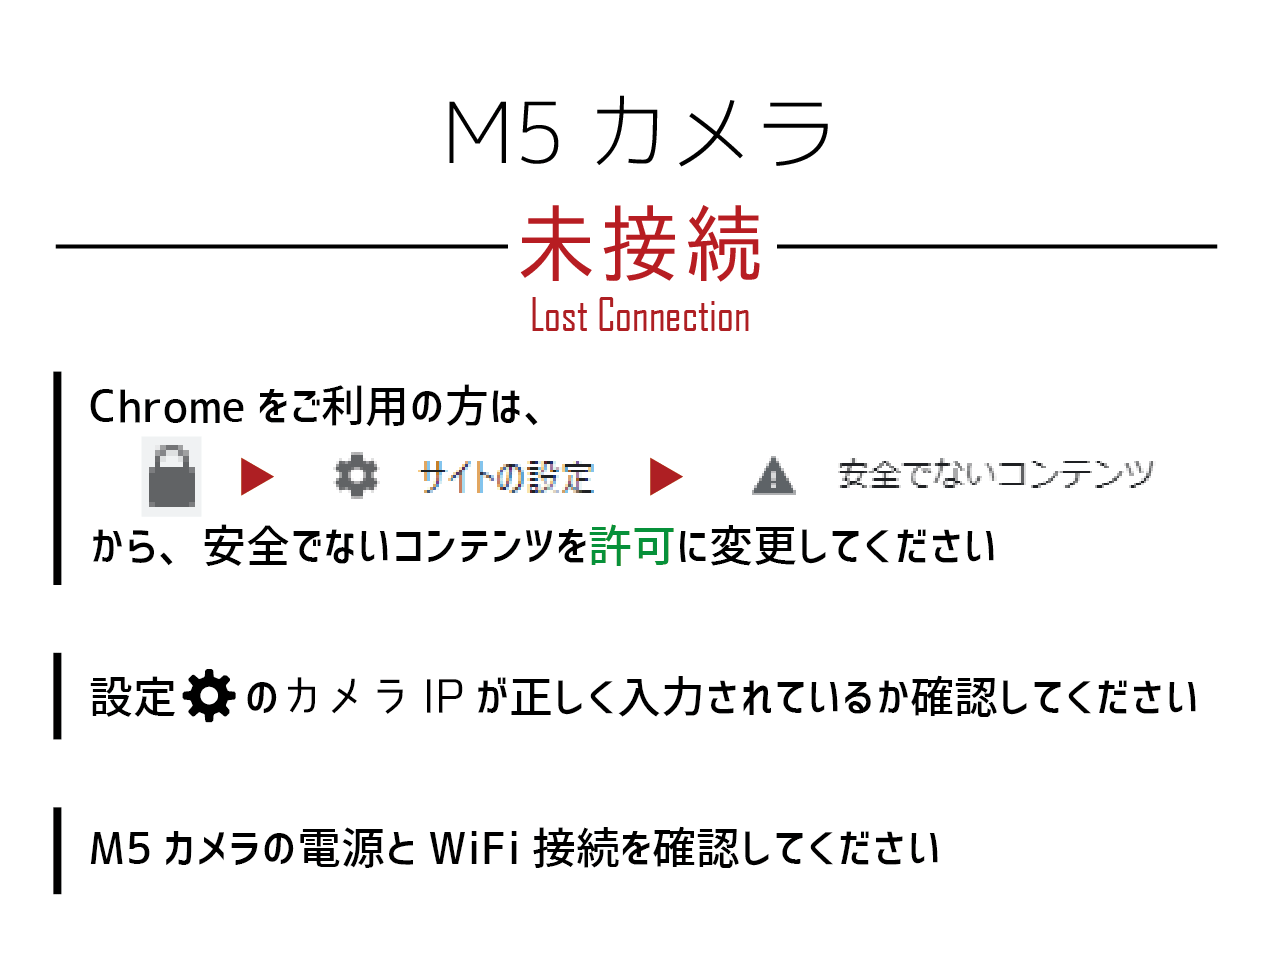 M5 カメラ
未接続
Lost Connection
Chrome をご利用の方は、
サイトの設定 安全でないコンテンツ
から、安全でないコンテンツを許可に変更してください
設定 のカメラ IP が正しく入力されているか確認してください
M5 カメラの電源と WiFi 接続を確認してください